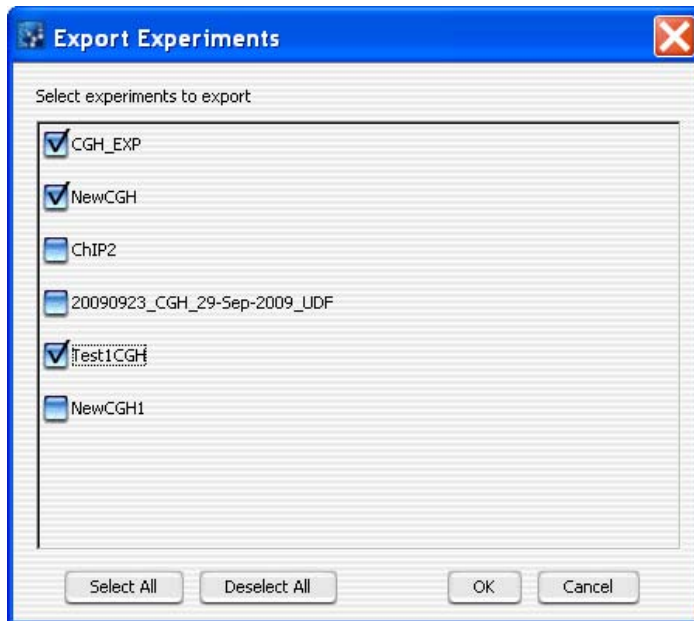 Export Experiments
Select experiments to export
CGH_EXP
NewCGH
ChIP2
20090923_CGH_29-Sep-2009_UDF
Test1CGH
NewCGH1
Select All Deselect All OK Cancel